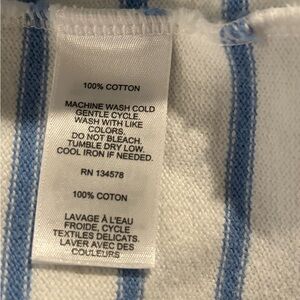 100% COTTON
MACHINE WASH COLD
GENTLE CYCLE.
WASH WITH LIKE
COLORS.
DO NOT BLEACH.
TUMBLE DRY LOW.
COOL IRON IF NEEDED.
RN 134578
100% COTTON
LAVAGE À L'EAU
FROIDE, CYCLE
TEXTILES DELICATS.
LAVER AVEC DES
COULEURS